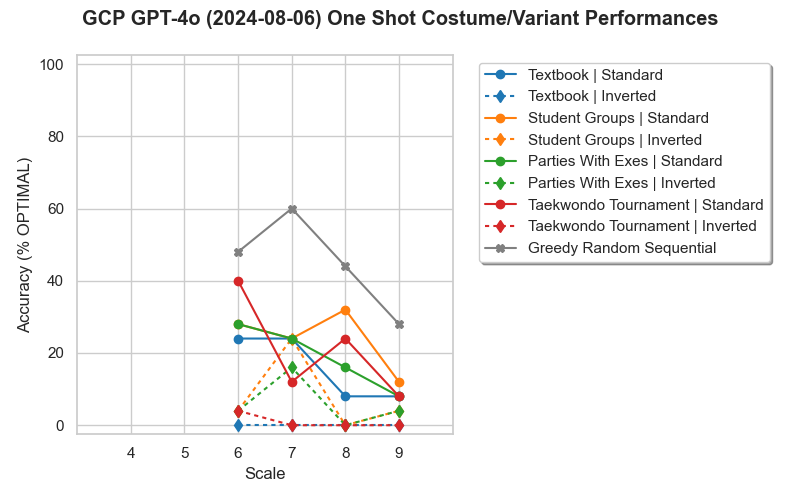 GCP GPT-4o (2024-08-06) One Shot Costume/Variant Performances
100
80
60
40
20
0
Accuracy (% OPTIMAL)
4 5 6 7 8 9
Scale
Textbook | Standard
Textbook | Inverted
Student Groups | Standard
Student Groups | Inverted
Parties With Exes | Standard
Parties With Exes | Inverted
Taekwondo Tournament | Standard
Taekwondo Tournament | Inverted
Greedy Random Sequential